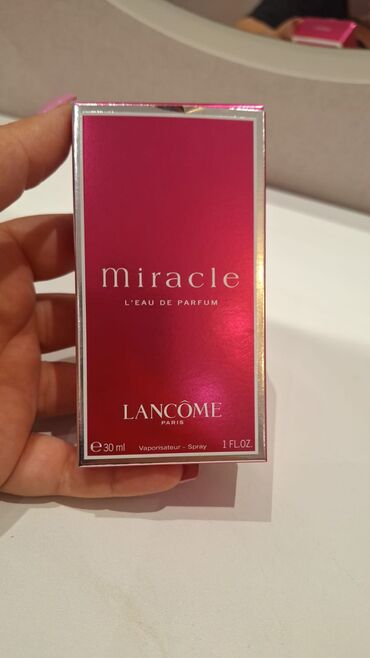 miracle
L'EAU DE PARFUM
LANCÔME
PARIS
℮ 30 ml Vaporisateur - Spray 1 FL.OZ.